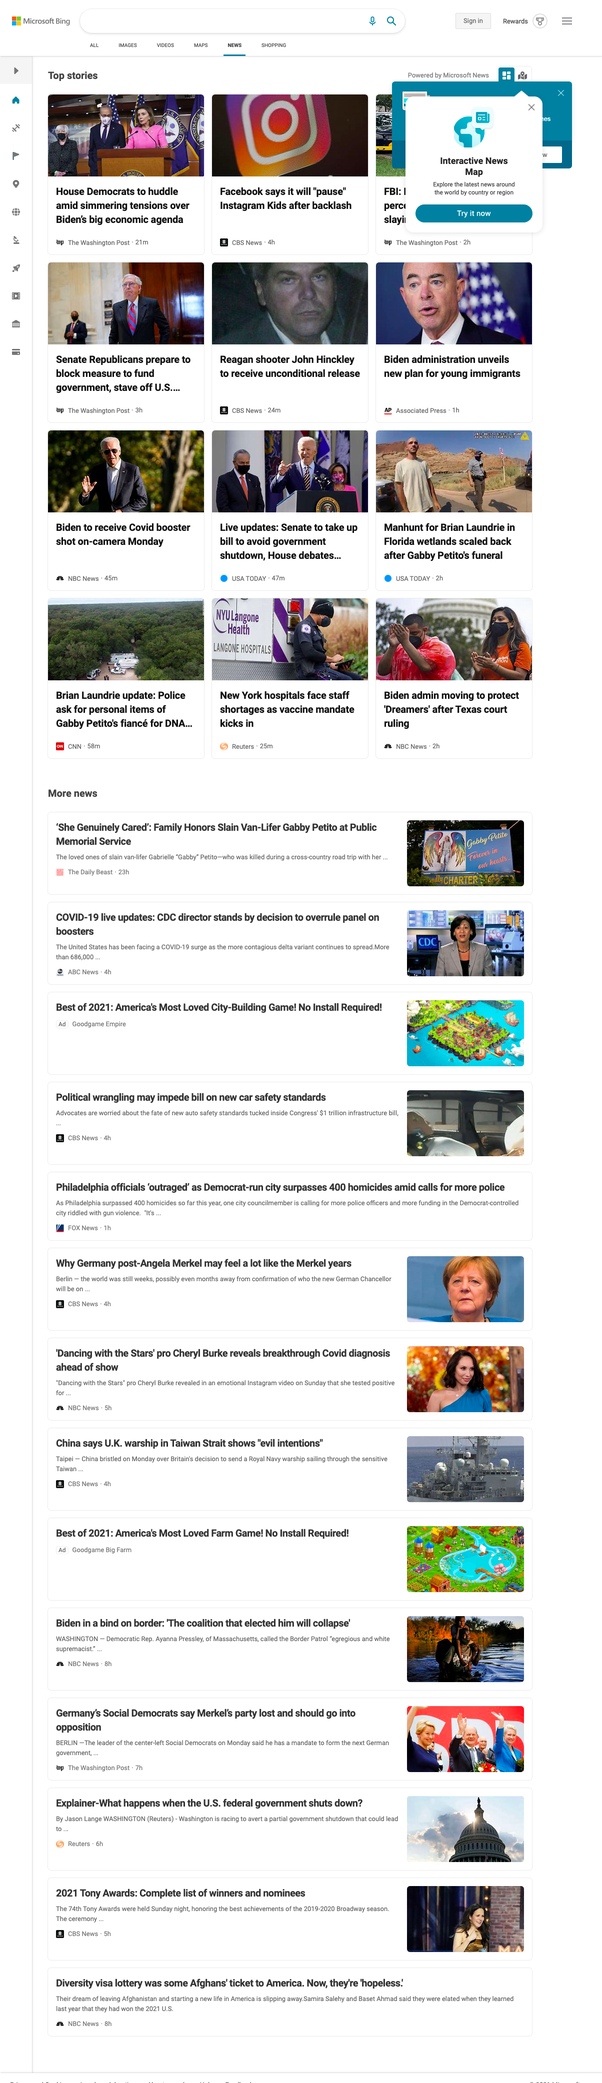 Microsoft Bing
Sign in
Rewards
ALL
IMAGES
VIDEOS
MAPS
NEWS
SHOPPING
Top stories
Powered by Microsoft News
Interactive News
Map
Explore the latest news around
the world by country or region
Try it now
House Democrats to huddle
amid simmering tensions over
Biden's big economic agenda
The Washington Post · 21m
Facebook says it will "pause"
Instagram Kids after backlash
CBS News · 4h
FBI:
perce
slayi
The Washington Post · 2h
Senate Republicans prepare to
block measure to fund
government, stave off U.S....
The Washington Post · 3h
Reagan shooter John Hinckley
to receive unconditional release
CBS News · 24m
Biden administration unveils
new plan for young immigrants
AP
Associated Press · 1h
Biden to receive Covid booster
shot on-camera Monday
NBC News · 45m
Live updates: Senate to take up
bill to avoid government
shutdown, House debates...
USA TODAY · 47m
Manhunt for Brian Laundrie in
Florida wetlands scaled back
after Gabby Petito's funeral
USA TODAY · 2h
Brian Laundrie update: Police
ask for personal items of
Gabby Petito's fiancé for DNA...
CNN · 58m
NYU Langone
Health
LANGONE HOSPITALS
New York hospitals face staff
shortages as vaccine mandate
kicks in
Reuters · 25m
Biden admin moving to protect
'Dreamers' after Texas court
ruling
NBC News · 2h
More news
'She Genuinely Cared': Family Honors Slain Van-Lifer Gabby Petito at Public
Memorial Service
The loved ones of slain van-lifer Gabrielle "Gabby" Petito—who was killed during a cross-country road trip with her ...
The Daily Beast · 23h
Gabby Petito
Forever in
our hearts
CHARTER
COVID-19 live updates: CDC director stands by decision to overrule panel on
boosters
The United States has been facing a COVID-19 surge as the more contagious delta variant continues to spread.More
than 686,000 ...
ABC News · 4h
CDC
Best of 2021: America's Most Loved City-Building Game! No Install Required!
Ad Goodgame Empire
Political wrangling may impede bill on new car safety standards
Advocates are worried about the fate of new auto safety standards tucked inside Congress' $1 trillion infrastructure bill,
...
CBS News · 4h
Philadelphia officials 'outraged' as Democrat-run city surpasses 400 homicides amid calls for more police
As Philadelphia surpassed 400 homicides so far this year, one city councilmember is calling for more police officers and more funding in the Democrat-controlled
city riddled with gun violence. "It's ...
FOX News · 1h
Why Germany post-Angela Merkel may feel a lot like the Merkel years
Berlin — the world was still weeks, possibly even months away from confirmation of who the new German Chancellor
will be on ...
CBS News · 4h
'Dancing with the Stars' pro Cheryl Burke reveals breakthrough Covid diagnosis
ahead of show
"Dancing with the Stars" pro Cheryl Burke revealed in an emotional Instagram video on Sunday that she tested positive
for ...
NBC News · 5h
China says U.K. warship in Taiwan Strait shows "evil intentions"
Taipei — China bristled on Monday over Britain's decision to send a Royal Navy warship sailing through the sensitive
Taiwan ...
CBS News · 4h
Best of 2021: America's Most Loved Farm Game! No Install Required!
Ad Goodgame Big Farm
Biden in a bind on border: 'The coalition that elected him will collapse'
WASHINGTON — Democratic Rep. Ayanna Pressley, of Massachusetts, called the Border Patrol "egregious and white
supremacist." ...
NBC News · 8h
Germany's Social Democrats say Merkel's party lost and should go into
opposition
BERLIN —The leader of the center-left Social Democrats on Monday said he has a mandate to form the next German
government, ...
The Washington Post · 7h
Explainer-What happens when the U.S. federal government shuts down?
By Jason Lange WASHINGTON (Reuters) - Washington is racing to avert a partial government shutdown that could lead
to ...
Reuters · 6h
2021 Tony Awards: Complete list of winners and nominees
The 74th Tony Awards were held Sunday night, honoring the best achievements of the 2019-2020 Broadway season.
The ceremony ...
CBS News · 5h
Diversity visa lottery was some Afghans' ticket to America. Now, they're 'hopeless.'
Their dream of leaving Afghanistan and starting a new life in America is slipping away.Samira Salehy and Baset Ahmad said they were elated when they learned
last year that they had won the 2021 U.S.
NBC News · 8h